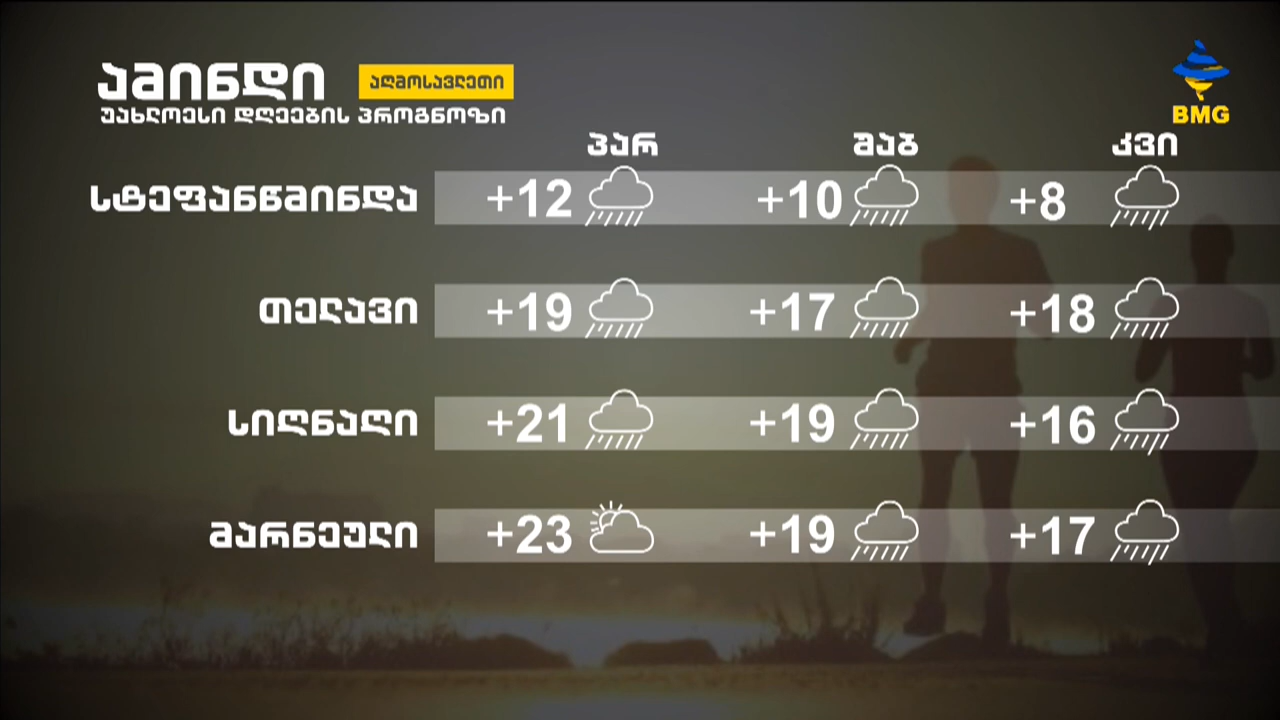 ამინდი
აღმოსავლეთი
უახლოესი დღეების პროგნოზი
BMG
პარ შაბ კვი
სტეფანწმინდა +12 +10 +8
თელავი +19 +17 +18
სიღნაღი +21 +19 +16
მარნეული +23 +19 +17